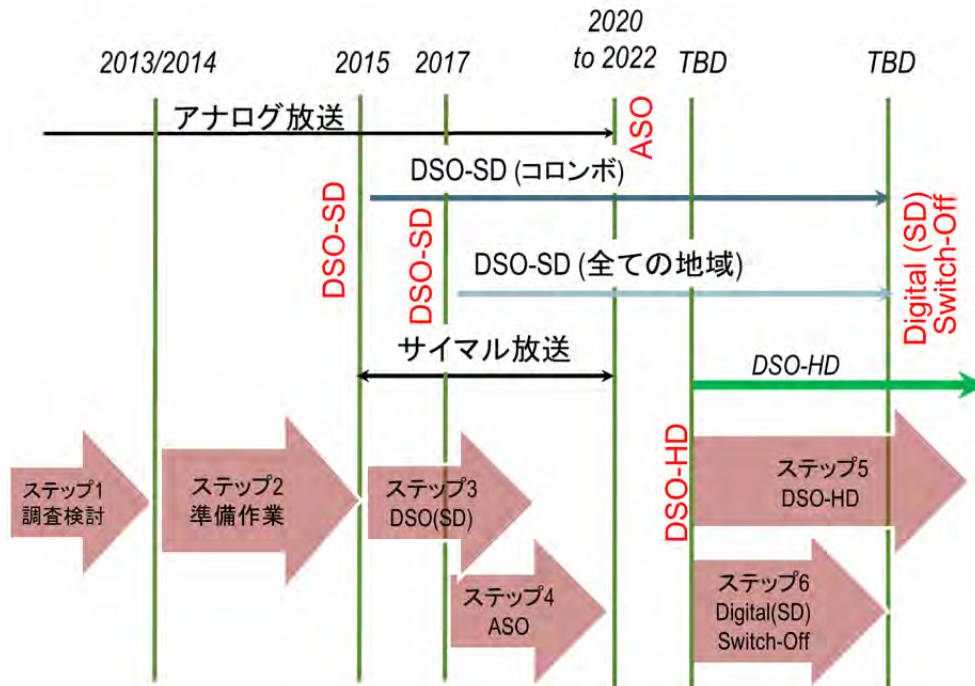 2020
to 2022
2013/2014
2015
2017
TBD
TBD
アナログ放送
ASO
DSO-SD (コロンボ)
DSO-SD
DSO-SD
DSO-SD (全ての地域)
Digital (SD)
Switch-Off
サイマル放送
DSO-HD
DSO-HD
ステップ1
調査検討
ステップ2
準備作業
ステップ3
DSO(SD)
ステップ4
ASO
ステップ5
DSO-HD
ステップ6
Digital(SD)
Switch-Off